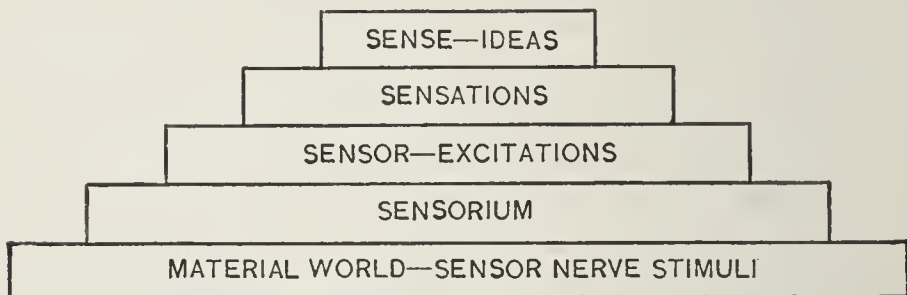 SENSE—IDEAS
SENSATIONS
SENSOR—EXCITATIONS
SENSORIUM
MATERIAL WORLD—SENSOR NERVE STIMULI